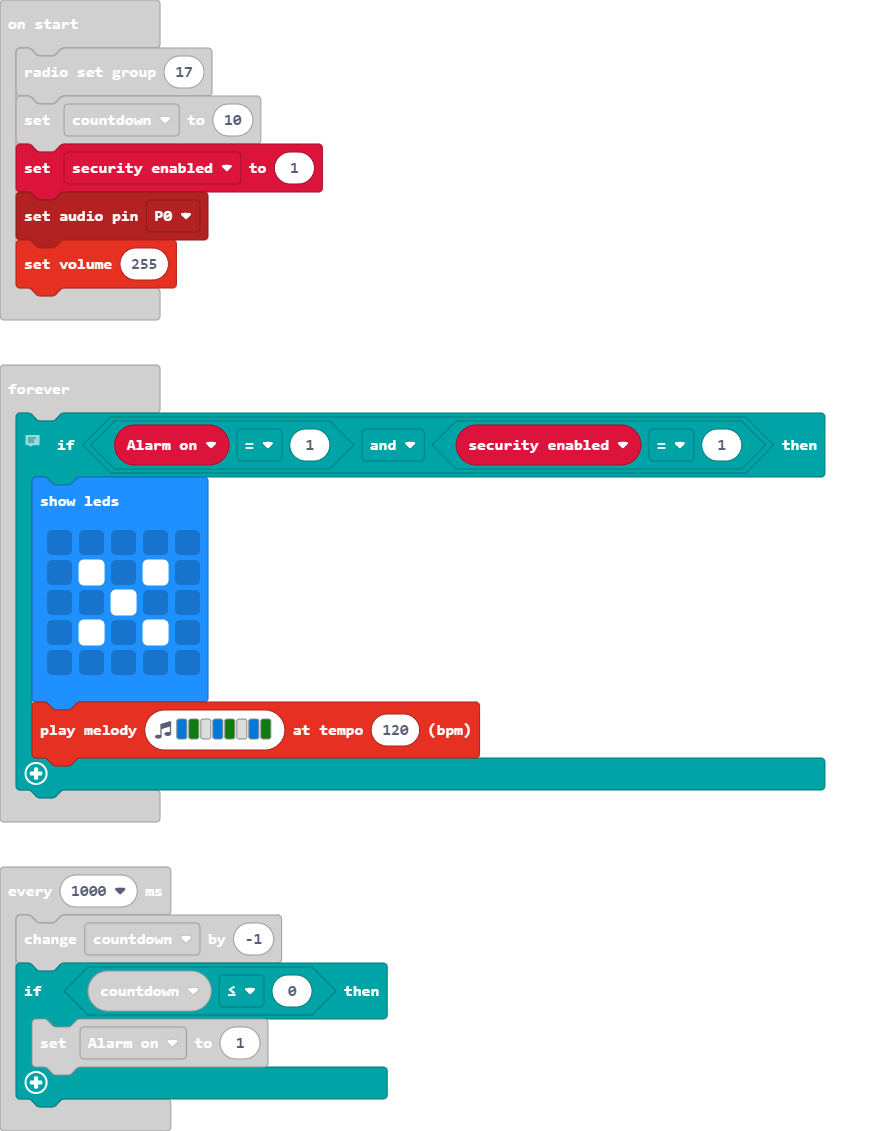 on start
radio set group 17
set countdown to 10
set security enabled to 1
set audio pin P0
set volume 255
forever
if Alarm on = 1 and security enabled = 1 then
show leds
play melody at tempo 120 (bpm)
every 1000 ms
change countdown by -1
if countdown ≤ 0 then
set Alarm on to 1